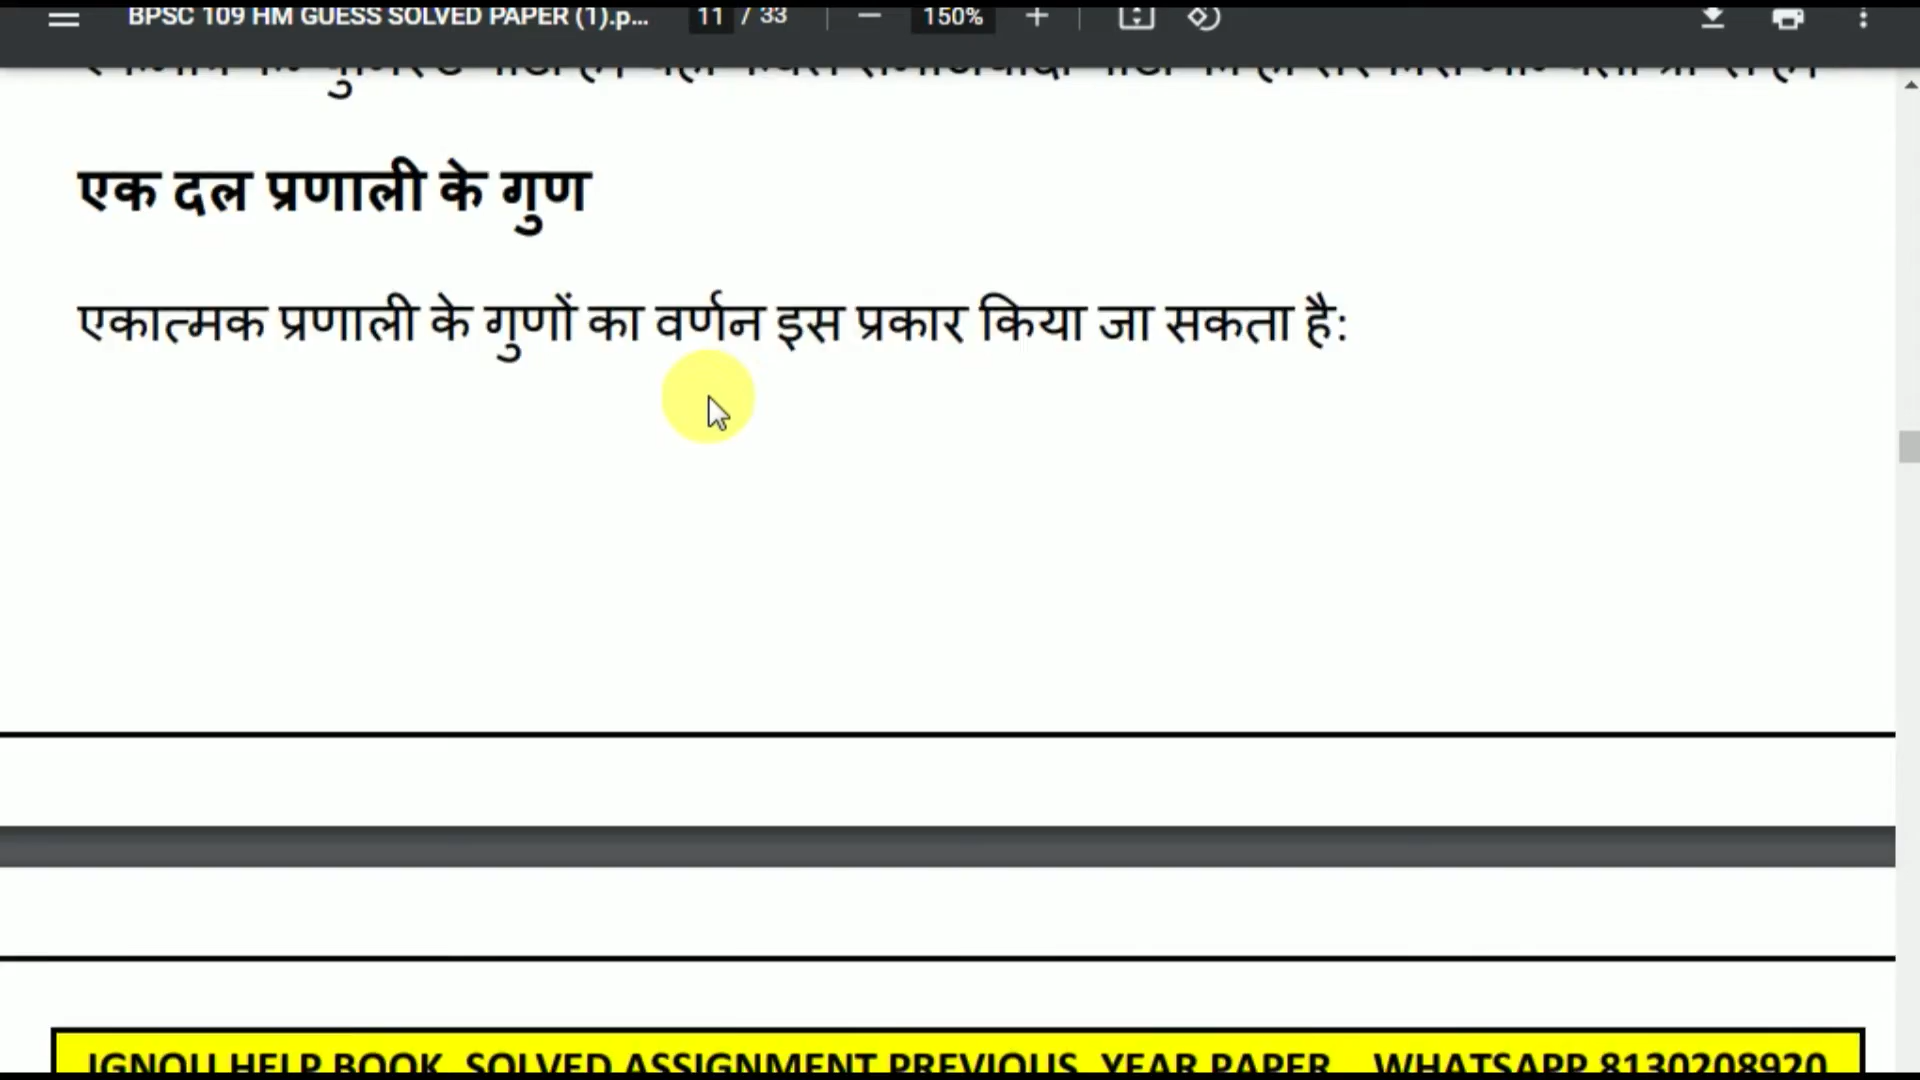 BPSC 109 HM GUESS SOLVED PAPER (1).p...
11 / 33
150%
एक दल प्रणाली के गुण
एकात्मक प्रणाली के गुणों का वर्णन इस प्रकार किया जा सकता है:
IGNOU HELP BOOK SOLVED ASSIGNMENT PREVIOUS YEAR PAPER WHATSAPP 8130208920